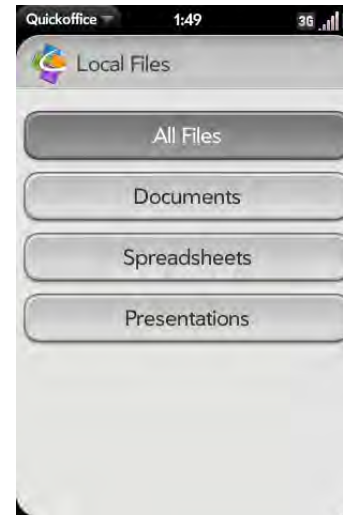 Quickoffice 1:49 3G
Local Files
All Files
Documents
Spreadsheets
Presentations